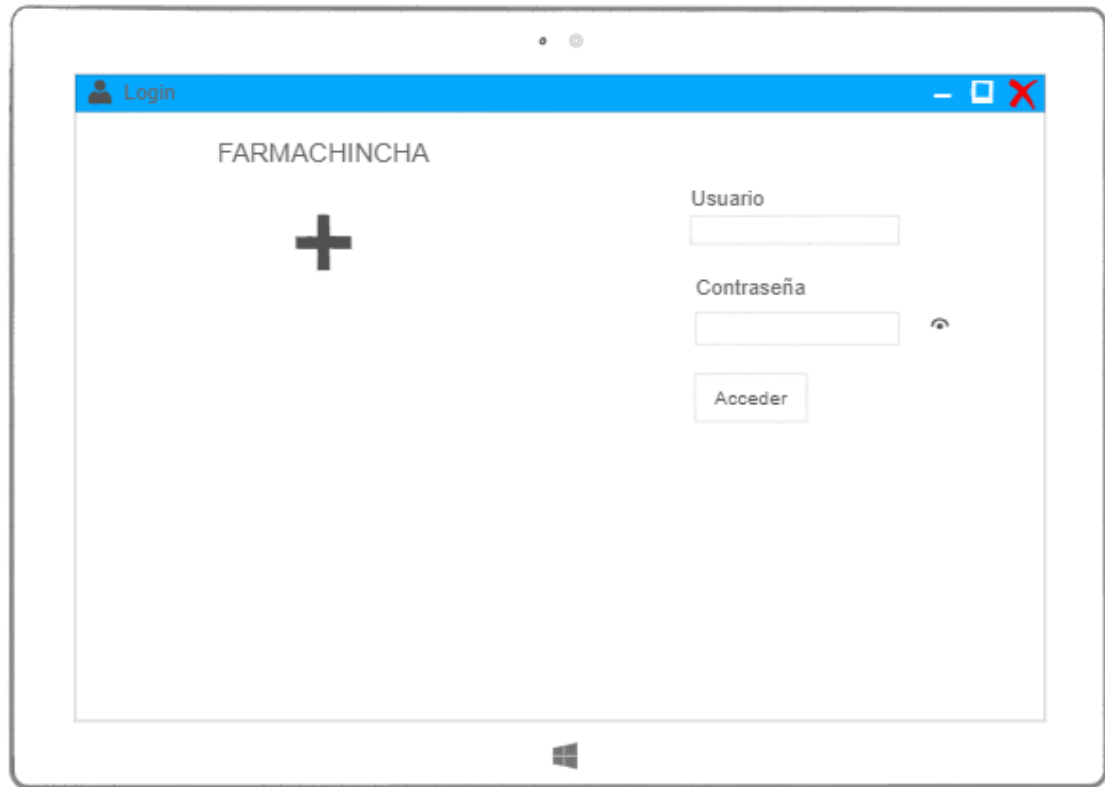 Login
FARMACHINCHA
Usuario
Contraseña
Acceder